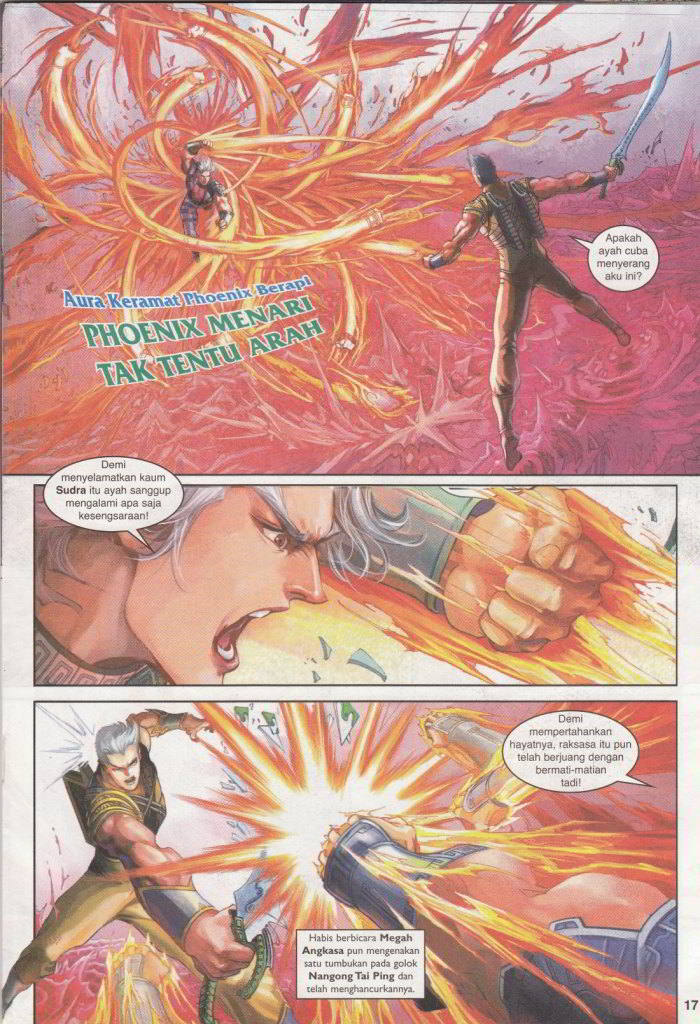 Apakah
ayah cuba
menyerang
aku ini?
Aura Keramat Phoenix Berapi
PHOENIX MENARI
TAK TENTU ARAH
Demi
menyelamatkan kaum
Sudra itu ayah sanggup
mengalami apa saja
kesengsaraan!
Demi
mempertahankan
hayatnya, raksasa itu pun
telah berjuang dengan
bermati-matian
tadi!
Habis berbicara Megah
Angkasa pun mengenakan
satu tumbukan pada golok
Nangong Tai Ping dan
telah menghancurkannya.
17